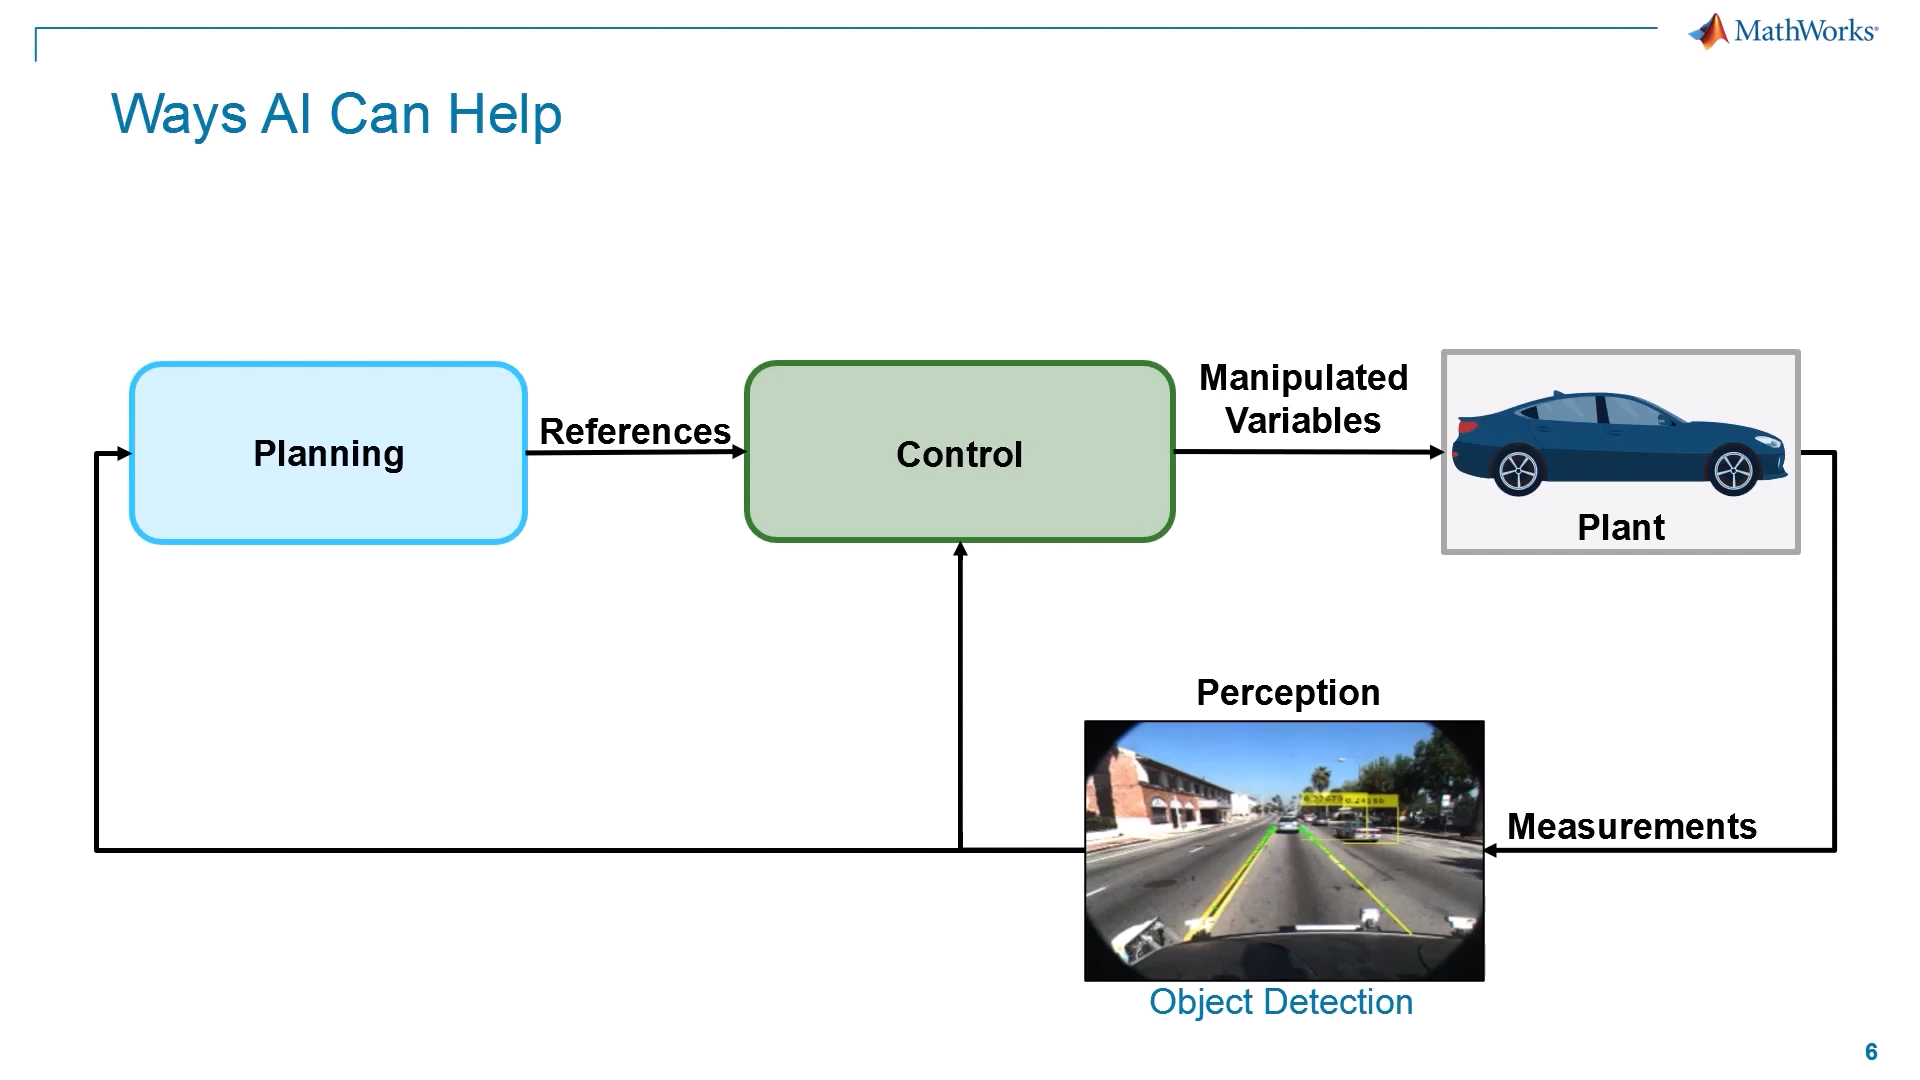 MathWorks®
Ways AI Can Help
Planning
References
Control
Manipulated
Variables
Plant
Perception
Measurements
Object Detection
6